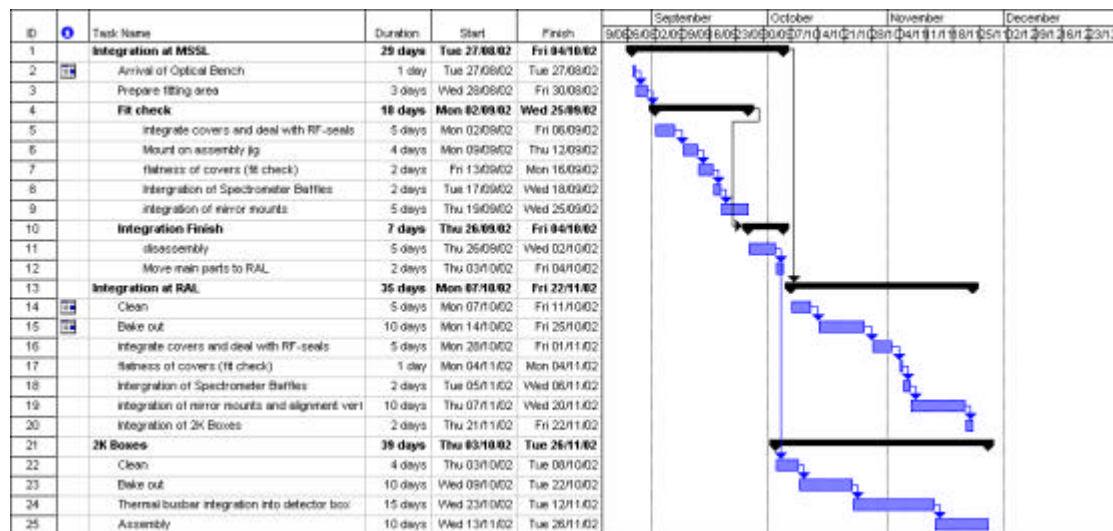 September October November December
ID Task Name Duration Start Finish
1 Integration at MSSL 29 days Tue 27/08/02 Fri 04/10/02
2 Arrival of Optical Bench 1 day Tue 27/08/02 Tue 27/08/02
3 Prepare fitting area 3 days Wed 28/08/02 Fri 30/08/02
4 Fit check 18 days Mon 02/09/02 Wed 25/09/02
5 integrate covers and deal with RF-seals 5 days Mon 02/09/02 Fri 06/09/02
6 Mount on assembly jig 4 days Mon 09/09/02 Thu 12/09/02
7 flatness of covers (fit check) 2 days Fri 13/09/02 Mon 16/09/02
8 Intergration of Spectrometer Baffles 2 days Tue 17/09/02 Wed 18/09/02
9 integration of mirror mounts 5 days Thu 19/09/02 Wed 25/09/02
10 Integration Finish 7 days Thu 26/09/02 Fri 04/10/02
11 disassembly 5 days Thu 26/09/02 Wed 02/10/02
12 Move main parts to RAL 2 days Thu 03/10/02 Fri 04/10/02
13 Integration at RAL 35 days Mon 07/10/02 Fri 22/11/02
14 Clean 5 days Mon 07/10/02 Fri 11/10/02
15 Bake out 10 days Mon 14/10/02 Fri 25/10/02
16 integrate covers and deal with RF-seals 5 days Mon 28/10/02 Fri 01/11/02
17 flatness of covers (fit check) 1 day Mon 04/11/02 Mon 04/11/02
18 Intergration of Spectrometer Baffles 2 days Tue 05/11/02 Wed 06/11/02
19 integration of mirror mounts and alignment veri 10 days Thu 07/11/02 Wed 20/11/02
20 Integration of 2K Boxes 2 days Thu 21/11/02 Fri 22/11/02
21 2K Boxes 39 days Thu 03/10/02 Tue 26/11/02
22 Clean 4 days Thu 03/10/02 Tue 08/10/02
23 Bake out 10 days Wed 09/10/02 Tue 22/10/02
24 Thermal busbar integration into detector box 15 days Wed 23/10/02 Tue 12/11/02
25 Assembly 10 days Wed 13/11/02 Tue 26/11/02